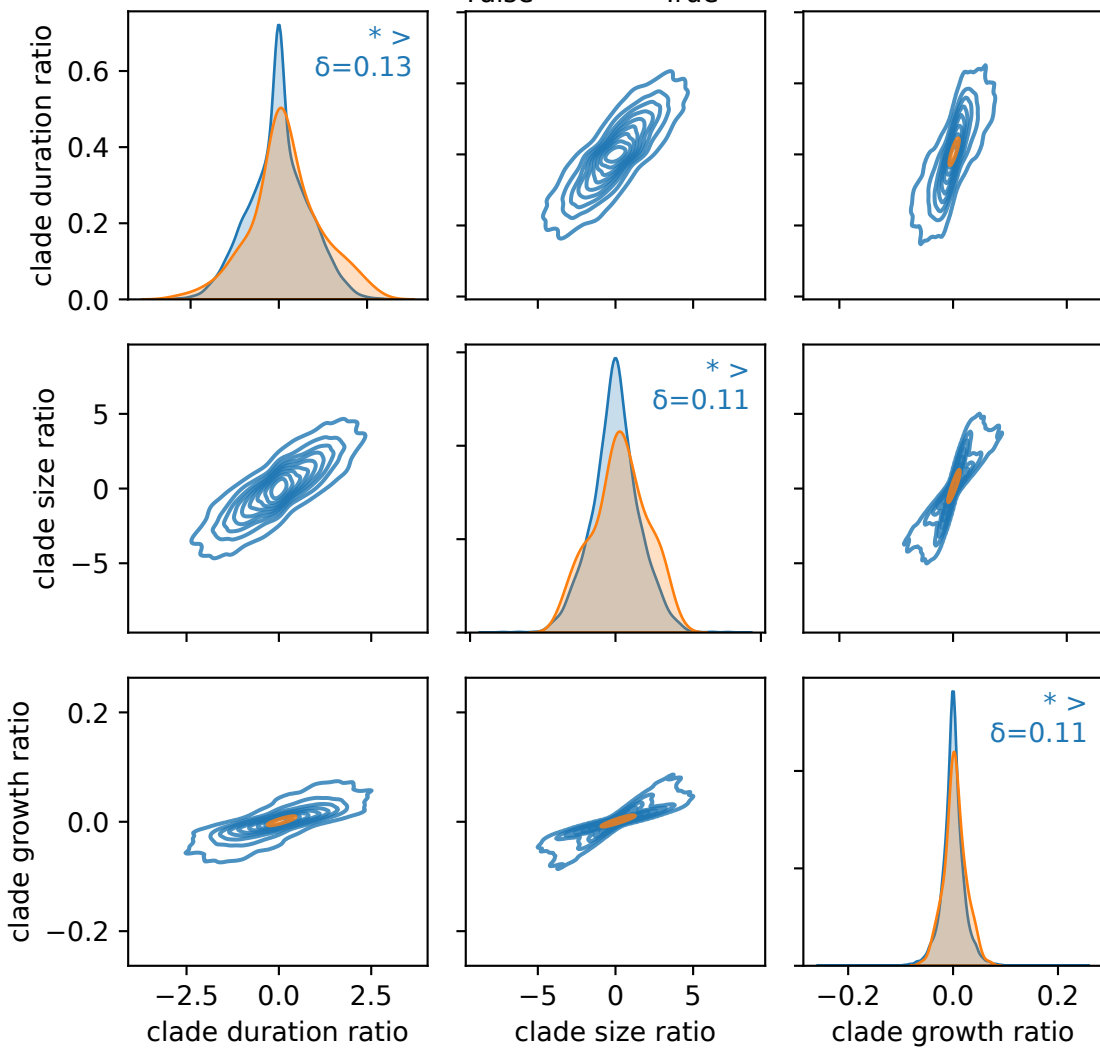 False True
clade duration ratio
0.6
0.4
0.2
0.0
* >
δ=0.13
clade size ratio
5
0
−5
* >
δ=0.11
clade growth ratio
0.2
0.0
−0.2
* >
δ=0.11
−2.5 0.0 2.5
−5 0 5
−0.2 0.0 0.2
clade duration ratio
clade size ratio
clade growth ratio